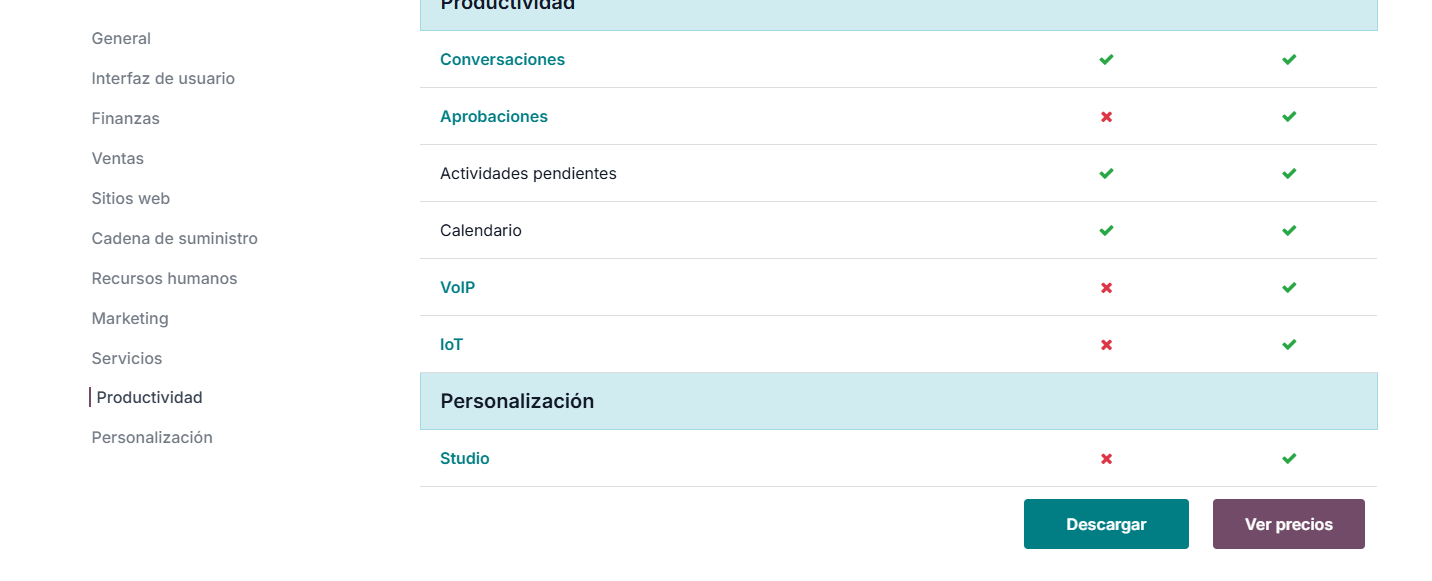 General
Interfaz de usuario
Finanzas
Ventas
Sitios web
Cadena de suministro
Recursos humanos
Marketing
Servicios
Productividad
Personalización
Productividad
Conversaciones
Aprobaciones
Actividades pendientes
Calendario
VoIP
IoT
Personalización
Studio
Descargar
Ver precios